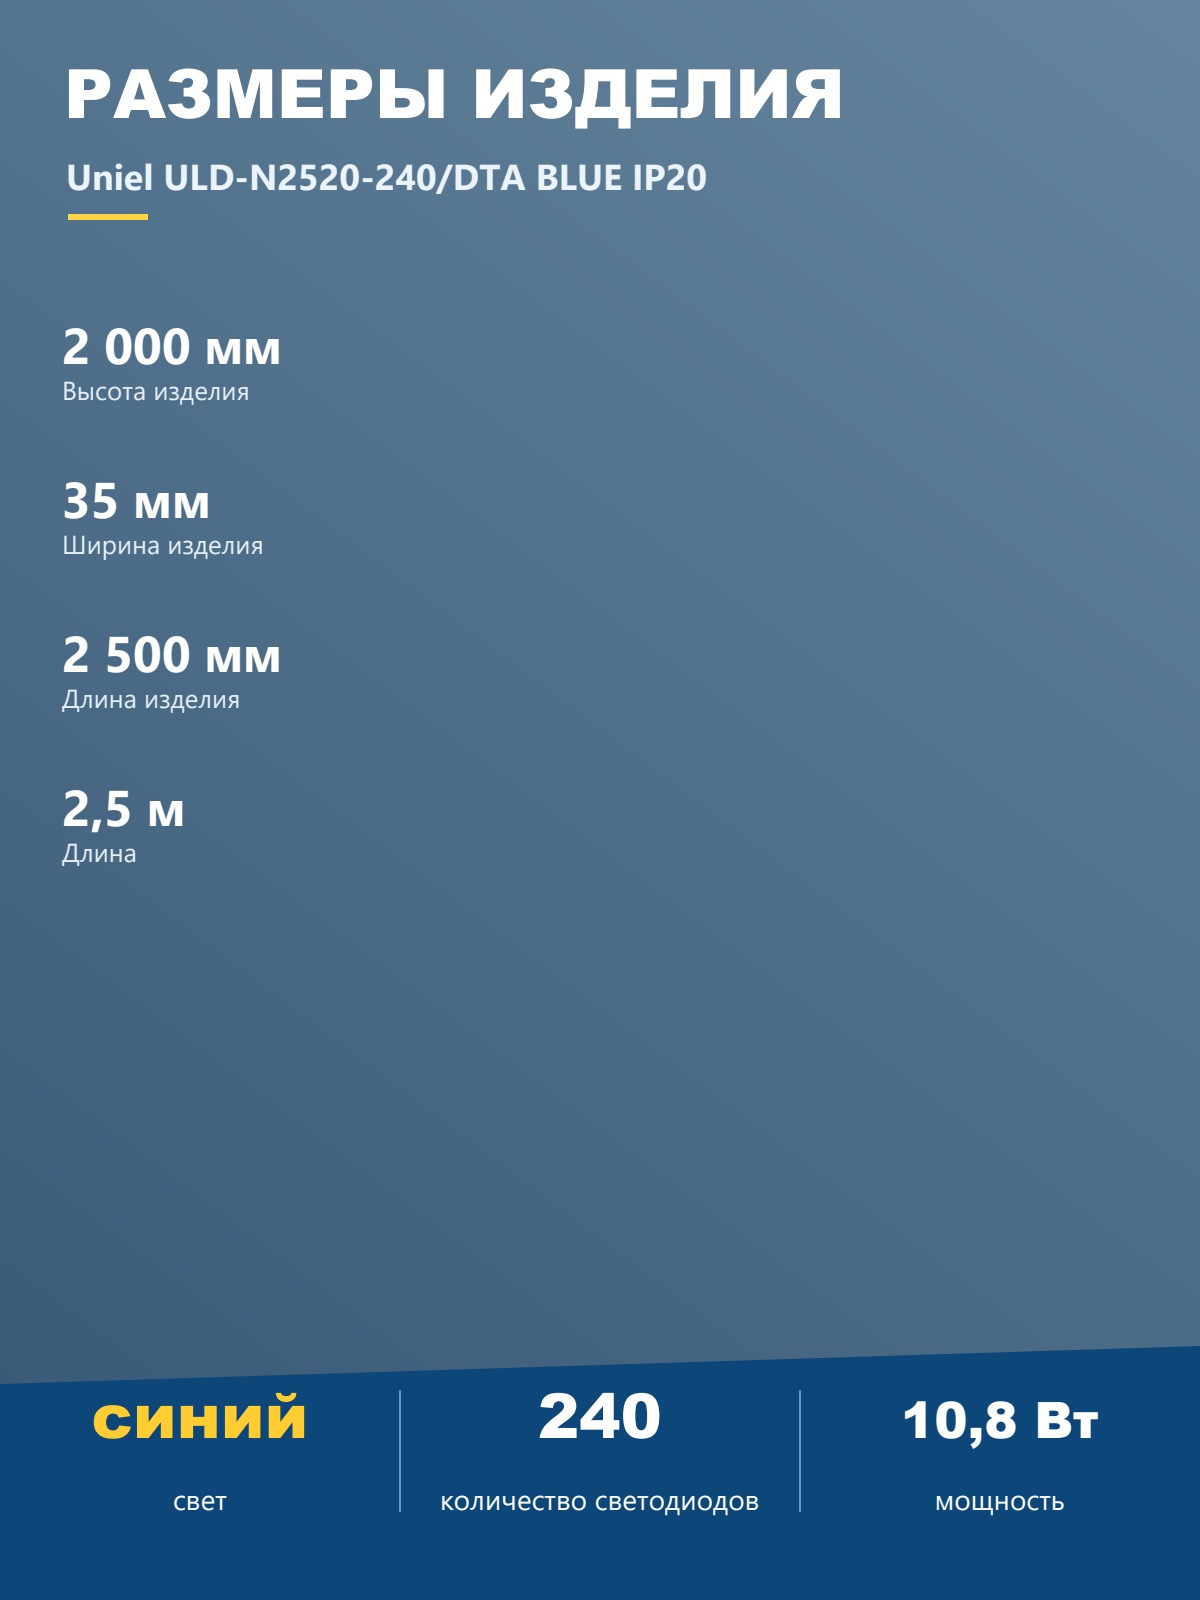 РАЗМЕРЫ ИЗДЕЛИЯ
Uniel ULD-N2520-240/DTA BLUE IP20
2 000 мм
Высота изделия
35 мм
Ширина изделия
2 500 мм
Длина изделия
2,5 м
Длина
синий
240
10,8 Вт
свет
количество светодиодов
мощность